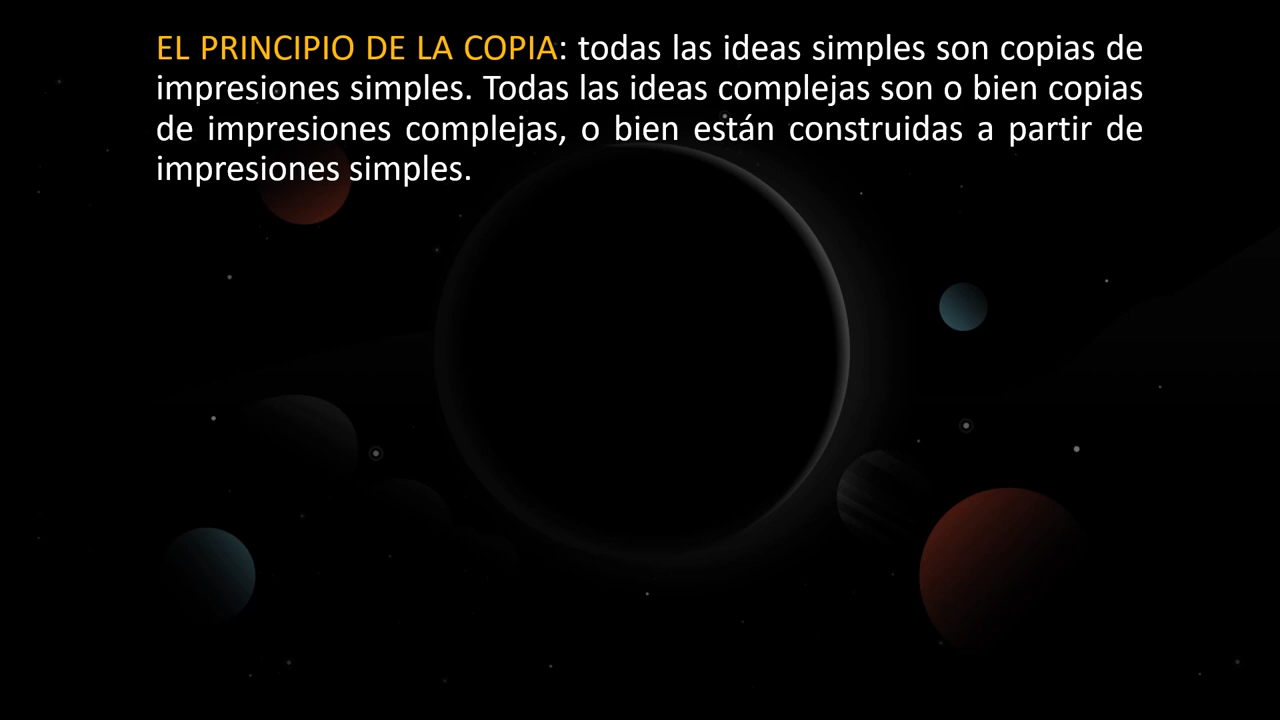 EL PRINCIPIO DE LA COPIA: todas las ideas simples son copias de
impresiones simples. Todas las ideas complejas son o bien copias
de impresiones complejas, o bien están construidas a partir de
impresiones simples.